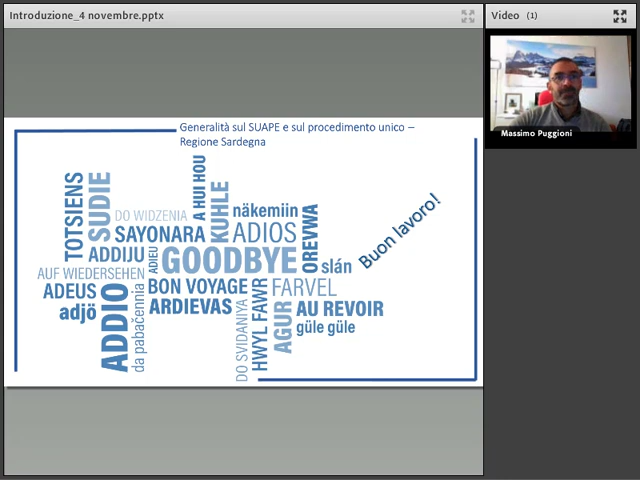 Introduzione_4 novembre.pptx
Video (1)
Massimo Puggioni
Generalità sul SUAPE e sul procedimento unico –
Regione Sardegna
TOTSIENS
SUDIE
DO WIDZENIA
A HUI HOU
KUHLE
näkemiin
SAYONARA
ADIOS
OREVWA
Buon lavoro!
ADDIJU
ADIEU
GOODBYE
slán
AUF WIEDERSEHEN
ADEUS
BON VOYAGE
FARVEL
adjö
ADDIO
da pabačennia
ARDIEVAS
DO SVIDANIYA
HWYL FAWR
AGUR
AU REVOIR
güle güle